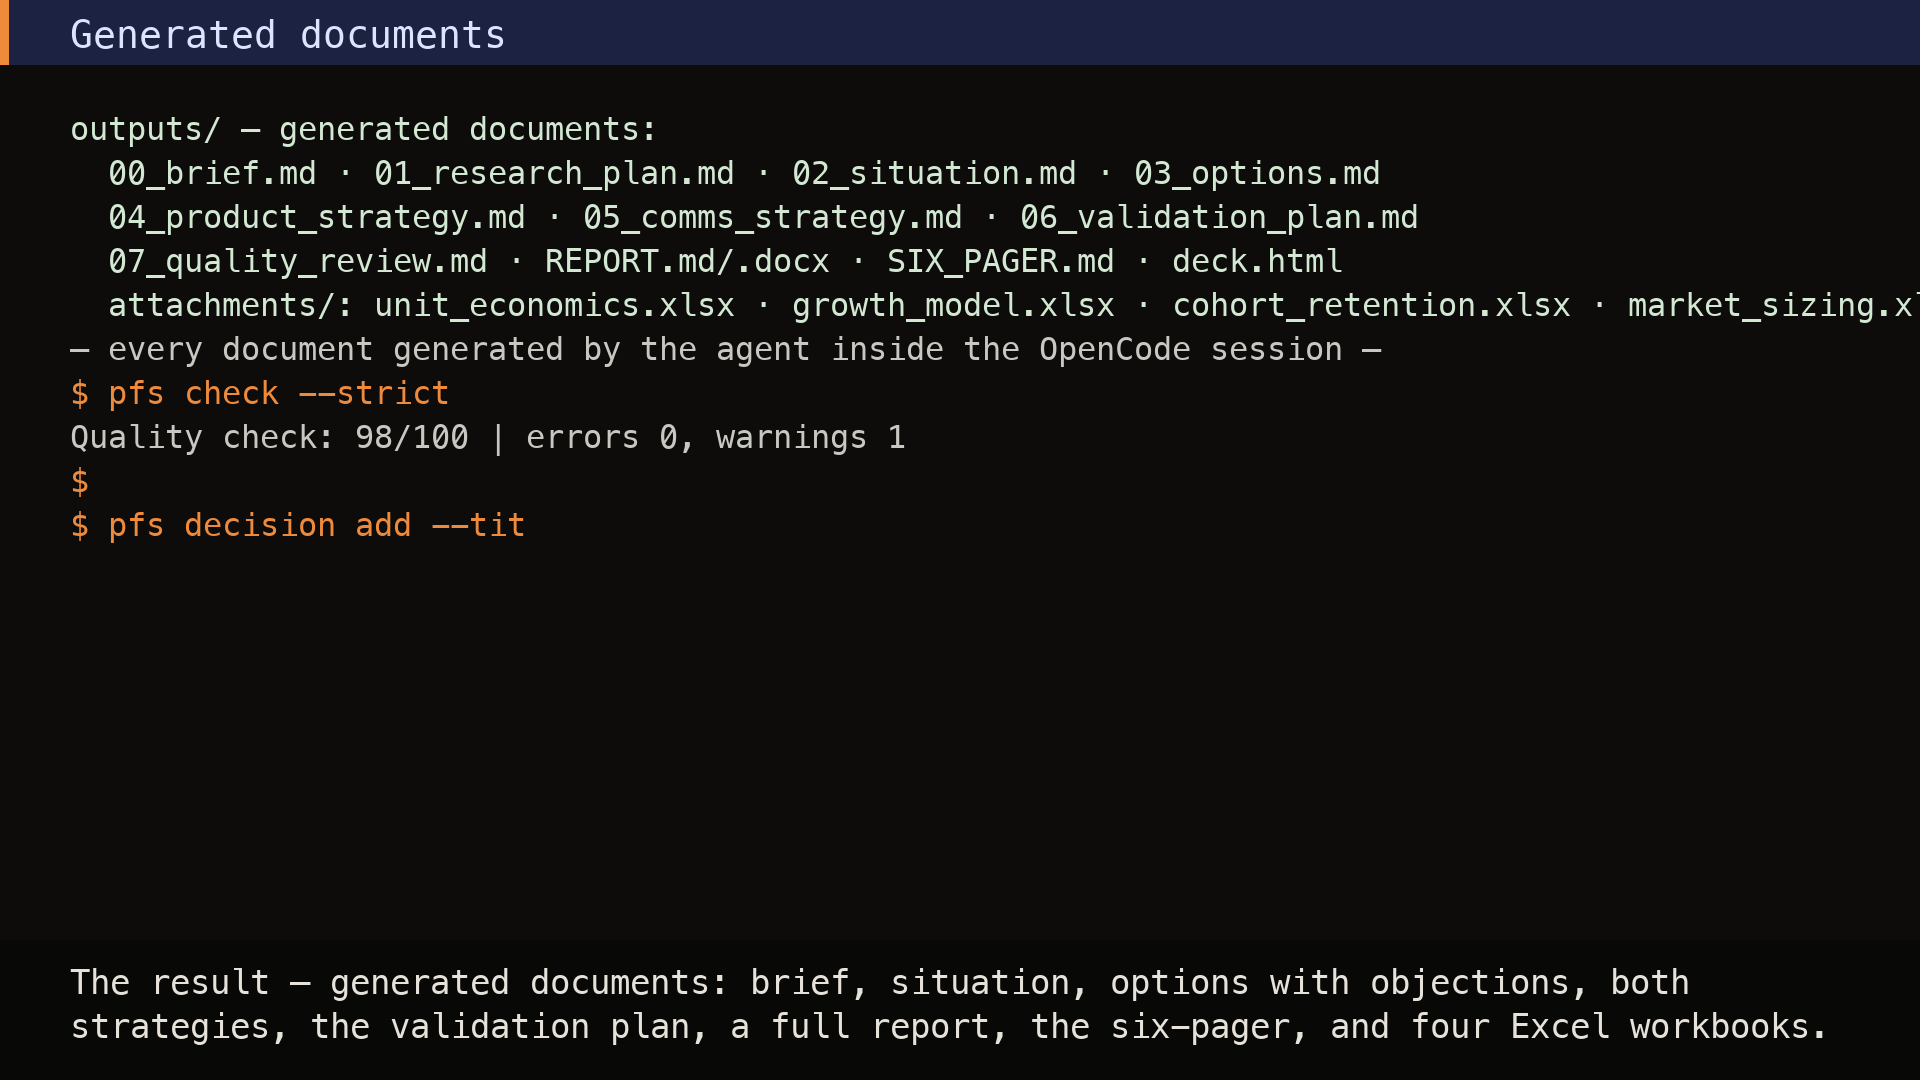 Generated documents
outputs/ — generated documents:
00_brief.md · 01_research_plan.md · 02_situation.md · 03_options.md
04_product_strategy.md · 05_comms_strategy.md · 06_validation_plan.md
07_quality_review.md · REPORT.md/.docx · SIX_PAGER.md · deck.html
attachments/: unit_economics.xlsx · growth_model.xlsx · cohort_retention.xlsx · market_sizing.xl
— every document generated by the agent inside the OpenCode session —
$ pfs check --strict
Quality check: 98/100 | errors 0, warnings 1
$
$ pfs decision add --tit
The result — generated documents: brief, situation, options with objections, both
strategies, the validation plan, a full report, the six-pager, and four Excel workbooks.